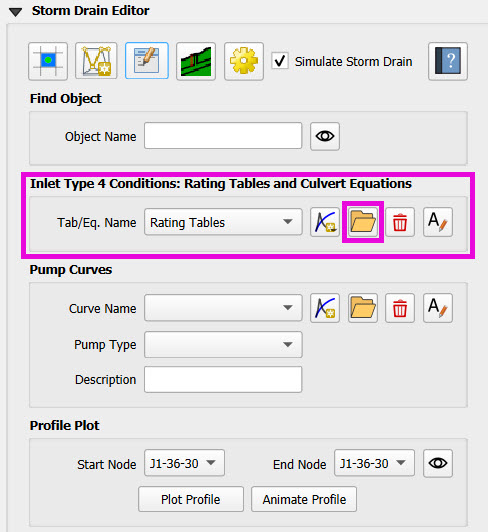 Storm Drain Editor
Simulate Storm Drain
Find Object
Object Name
Inlet Type 4 Conditions: Rating Tables and Culvert Equations
Tab/Eq. Name Rating Tables
Pump Curves
Curve Name
Pump Type
Description
Profile Plot
Start Node J1-36-30 End Node J1-36-30
Plot Profile Animate Profile